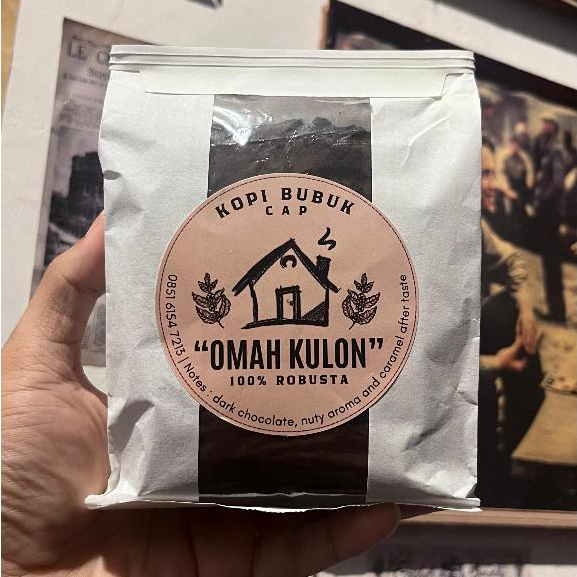 LE C
KOPI BUBUK
CAP
"OMAH KULON"
100% ROBUSTA
0851 6154 7213 | Notes : dark chocolate, nuty aroma and caramel after taste